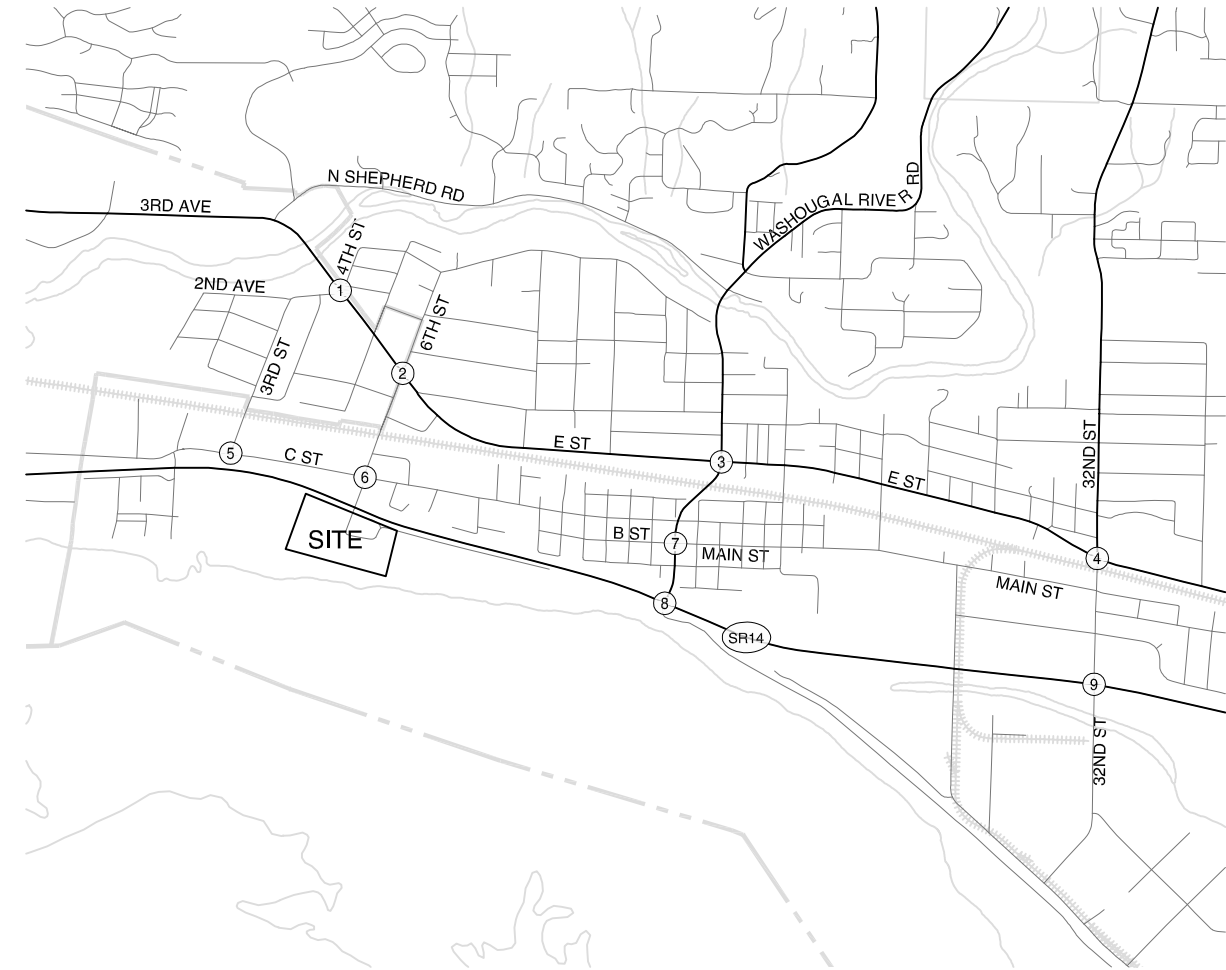 N SHEPHERD RD
3RD AVE
WASHOUGAL RIVER RD
4TH ST
2ND AVE
1
6TH ST
3RD ST
2
E ST
3
E ST
32ND ST
5
C ST
6
SITE
B ST
7
MAIN ST
4
MAIN ST
8
SR14
9
32ND ST